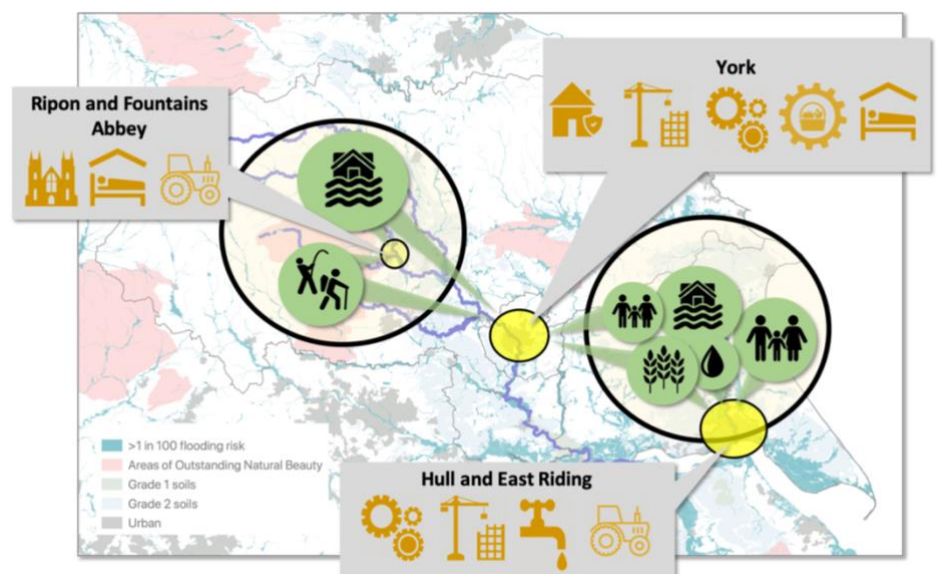 Ripon and Fountains
Abbey
York
>1 in 100 flooding risk
Areas of Outstanding Natural Beauty
Grade 1 soils
Grade 2 soils
Urban
Hull and East Riding